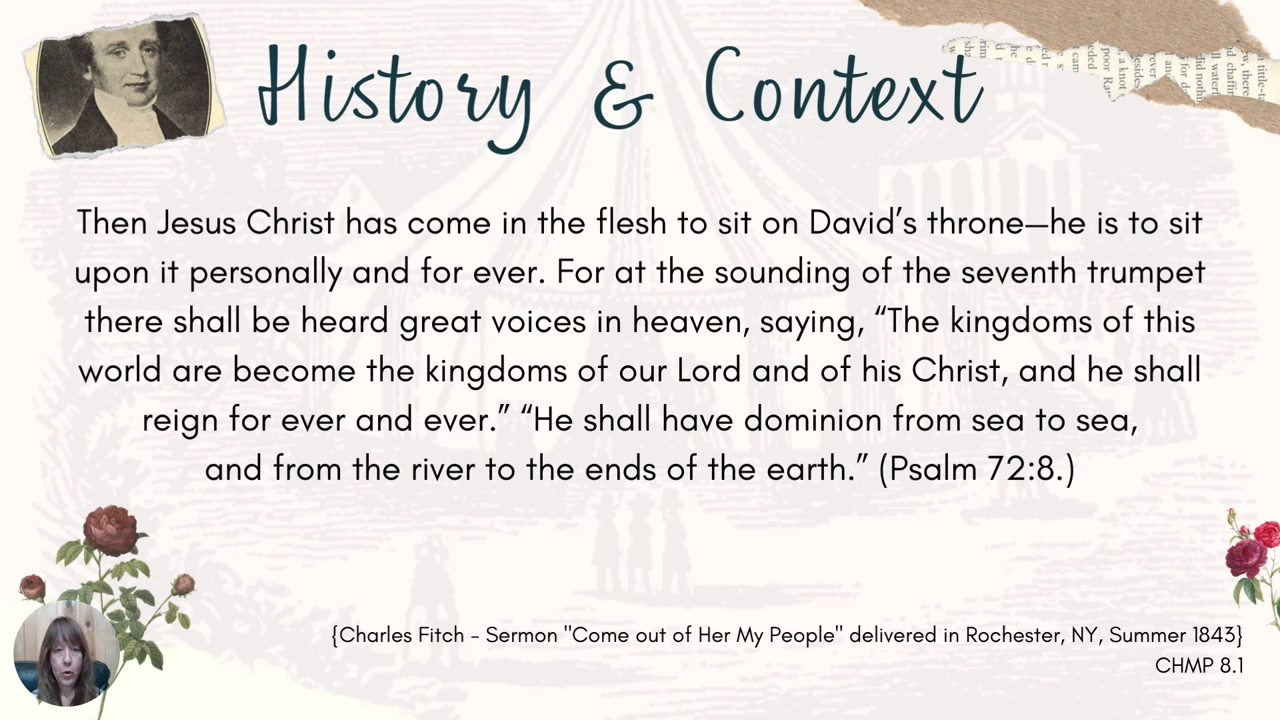 History & Context
Then Jesus Christ has come in the flesh to sit on David’s throne—he is to sit
upon it personally and for ever. For at the sounding of the seventh trumpet
there shall be heard great voices in heaven, saying, “The kingdoms of this
world are become the kingdoms of our Lord and of his Christ, and he shall
reign for ever and ever.” “He shall have dominion from sea to sea,
and from the river to the ends of the earth.” (Psalm 72:8.)
{Charles Fitch - Sermon "Come out of Her My People" delivered in Rochester, NY, Summer 1843}
CHMP 8.1